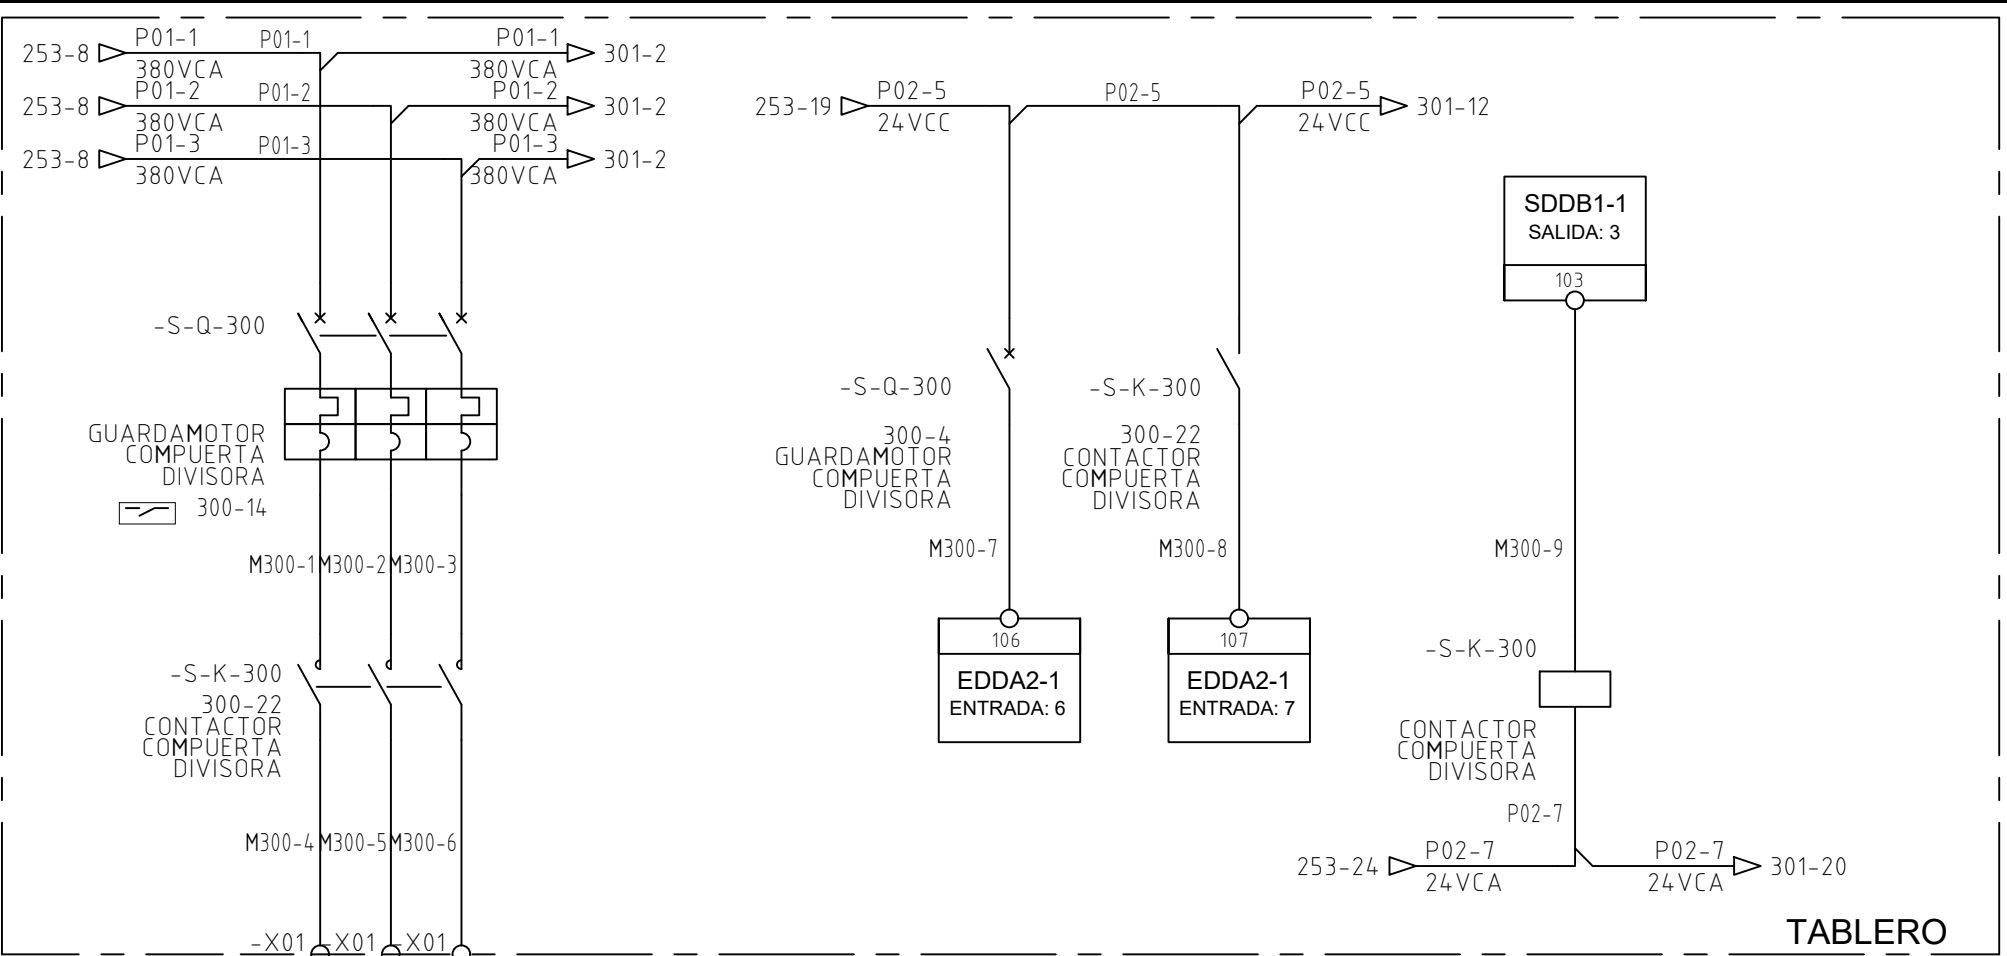 253-8 P01-1 P01-1 P01-1 301-2
380VCA 380VCA
253-8 P01-2 P01-2 P01-2 301-2
380VCA 380VCA
253-8 P01-3 P01-3 P01-3 301-2
380VCA 380VCA
-S-Q-300
GUARDAMOTOR
COMPUERTA
DIVISORA
300-14
M300-1 M300-2 M300-3
-S-K-300
300-22
CONTACTOR
COMPUERTA
DIVISORA
M300-4 M300-5 M300-6
-X01 -X01 -X01
253-19 P02-5 P02-5 P02-5 301-12
24VCC 24VCC
-S-Q-300
300-4
GUARDAMOTOR
COMPUERTA
DIVISORA
M300-7
106
EDDA2-1
ENTRADA: 6
-S-K-300
300-22
CONTACTOR
COMPUERTA
DIVISORA
M300-8
107
EDDA2-1
ENTRADA: 7
SDDB1-1
SALIDA: 3
103
M300-9
-S-K-300
CONTACTOR
COMPUERTA
DIVISORA
P02-7
253-24 P02-7 P02-7 301-20
24VCA 24VCA
TABLERO